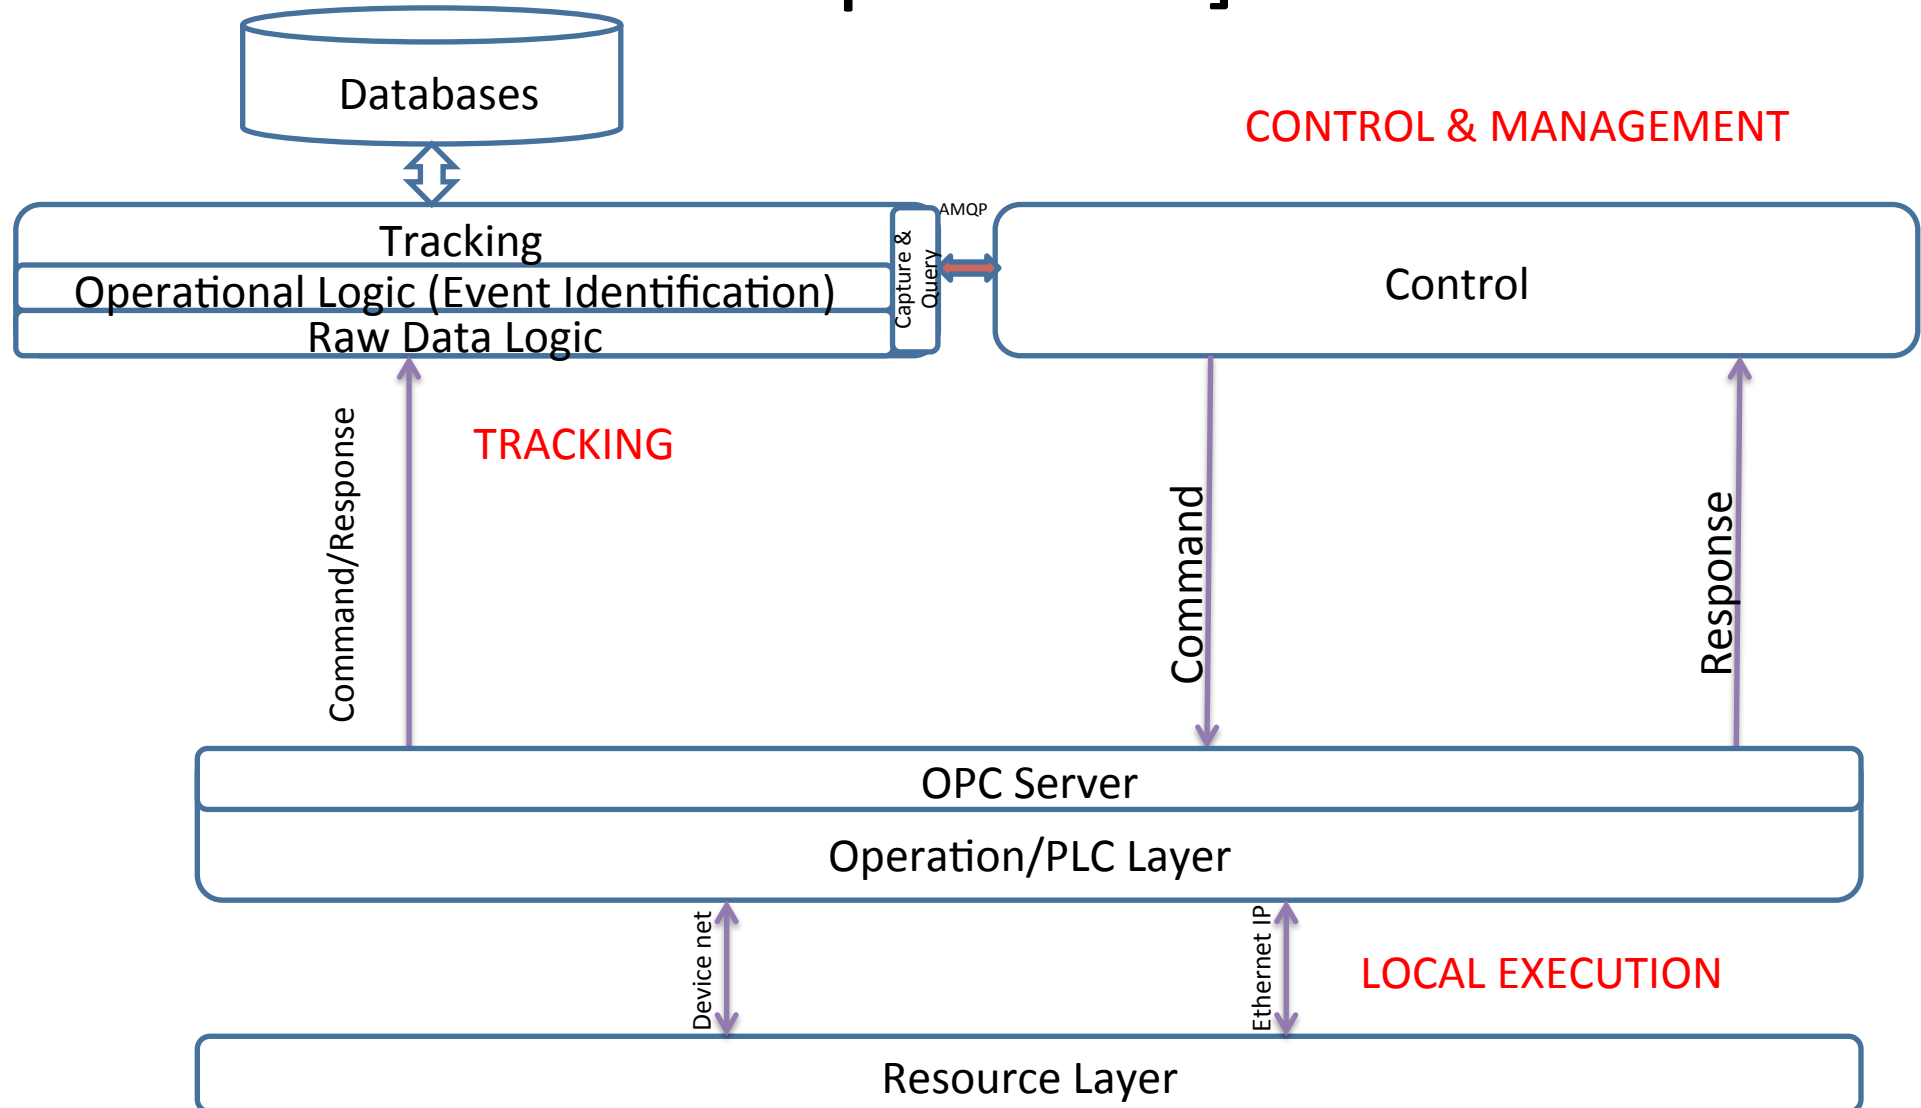 Databases
CONTROL & MANAGEMENT
Tracking
Operational Logic (Event Identification)
Raw Data Logic
Capture &
Query
AMQP
Control
Command/Response
TRACKING
Command
Response
OPC Server
Operation/PLC Layer
Device net
Ethernet IP
LOCAL EXECUTION
Resource Layer